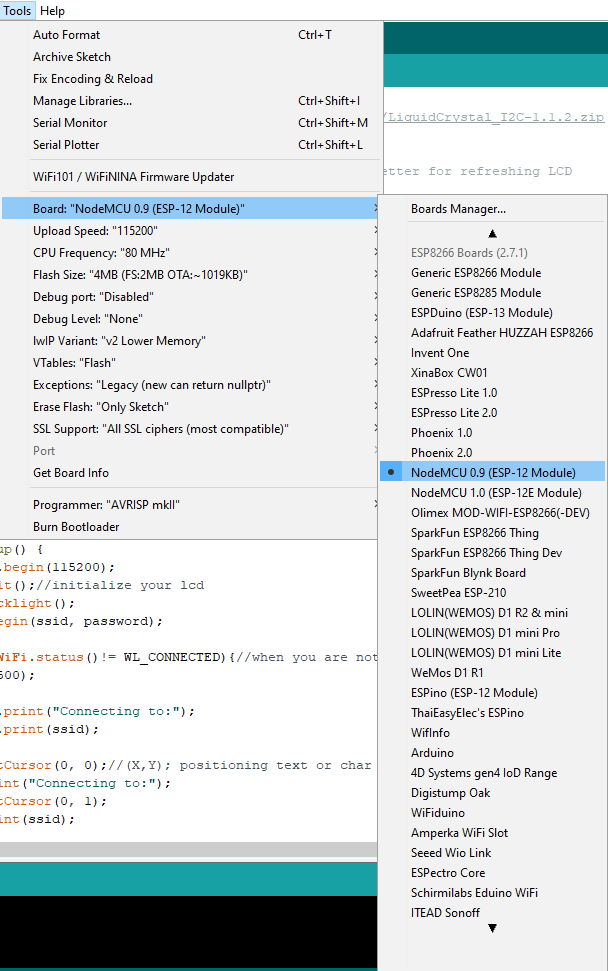 Tools Help
Auto Format Ctrl+T
Archive Sketch
Fix Encoding & Reload
Manage Libraries... Ctrl+Shift+I
Serial Monitor Ctrl+Shift+M
Serial Plotter Ctrl+Shift+L
WiFi101 / WiFiNINA Firmware Updater
Board: "NodeMCU 0.9 (ESP-12 Module)"
Upload Speed: "115200"
CPU Frequency: "80 MHz"
Flash Size: "4MB (FS:2MB OTA:~1019KB)"
Debug port: "Disabled"
Debug Level: "None"
lwIP Variant: "v2 Lower Memory"
VTables: "Flash"
Exceptions: "Legacy (new can return nullptr)"
Erase Flash: "Only Sketch"
SSL Support: "All SSL ciphers (most compatible)"
Port
Get Board Info
Programmer: "AVRISP mkII"
Burn Bootloader
/LiquidCrystal_I2C-1.1.2.zip
etter for refreshing LCD
Boards Manager...
ESP8266 Boards (2.7.1)
Generic ESP8266 Module
Generic ESP8285 Module
ESPDuino (ESP-13 Module)
Adafruit Feather HUZZAH ESP8266
Invent One
XinaBox CW01
ESPresso Lite 1.0
ESPresso Lite 2.0
Phoenix 1.0
Phoenix 2.0
NodeMCU 0.9 (ESP-12 Module)
NodeMCU 1.0 (ESP-12E Module)
Olimex MOD-WIFI-ESP8266(-DEV)
SparkFun ESP8266 Thing
SparkFun ESP8266 Thing Dev
SparkFun Blynk Board
SweetPea ESP-210
LOLIN(WEMOS) D1 R2 & mini
LOLIN(WEMOS) D1 mini Pro
LOLIN(WEMOS) D1 mini Lite
WeMos D1 R1
ESPino (ESP-12 Module)
ThaiEasyElec's ESPino
WifInfo
Arduino
4D Systems gen4 IoD Range
Digistump Oak
WiFiduino
Amperka WiFi Slot
Seeed Wio Link
ESPectro Core
Schirmilabs Eduino WiFi
ITEAD Sonoff
up() {
.begin(115200);
it();//initialize your lcd
cklight();
egin(ssid, password);
WiFi.status()!= WL_CONNECTED){//when you are not
500);
.print("Connecting to:");
.print(ssid);
tCursor(0, 0);//(X,Y); positioning text or char
int("Connecting to:");
tCursor(0, 1);
int(ssid);